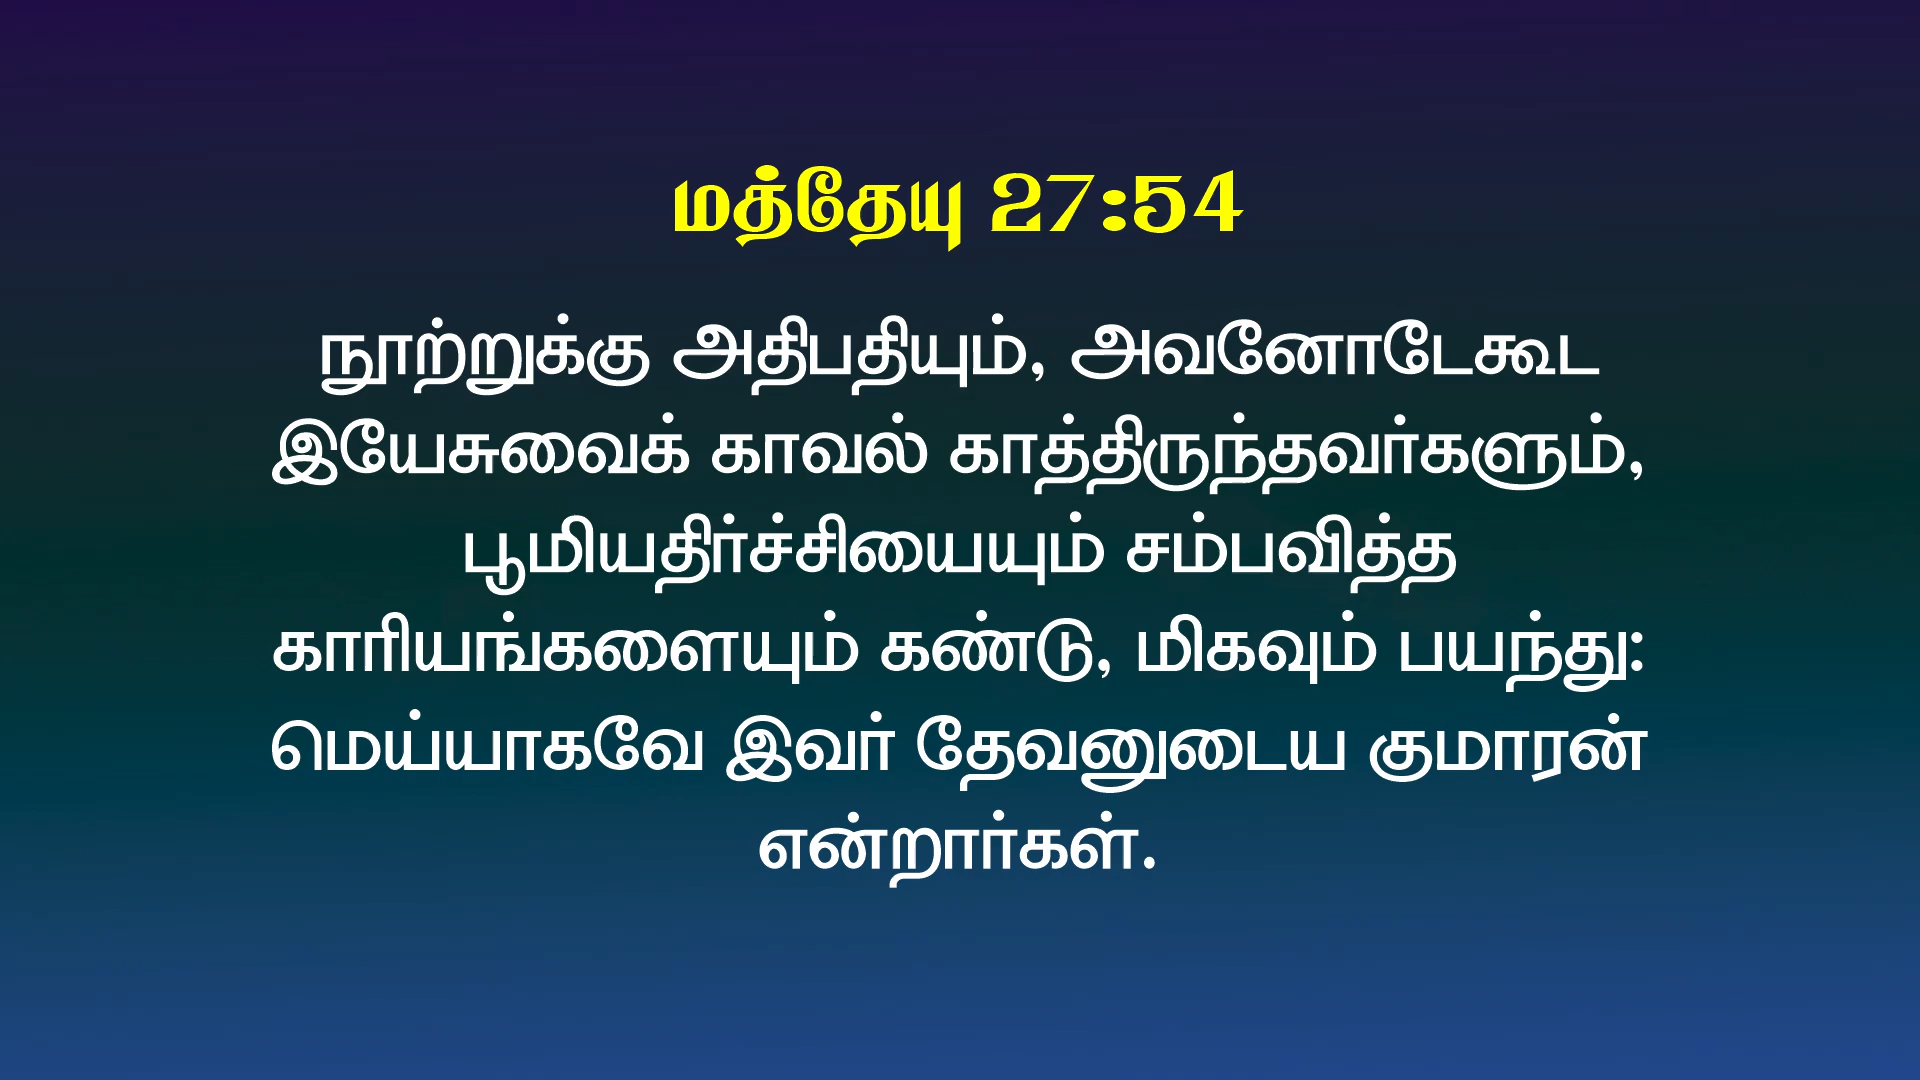 மத்தேயு 27:54
நூற்றுக்கு அதிபதியும், அவனோடேகூட
இயேசுவைக் காவல் காத்திருந்தவர்களும்,
பூமியதிர்ச்சியையும் சம்பவித்த
காரியங்களையும் கண்டு, மிகவும் பயந்து:
மெய்யாகவே இவர் தேவனுடைய குமாரன்
என்றார்கள்.